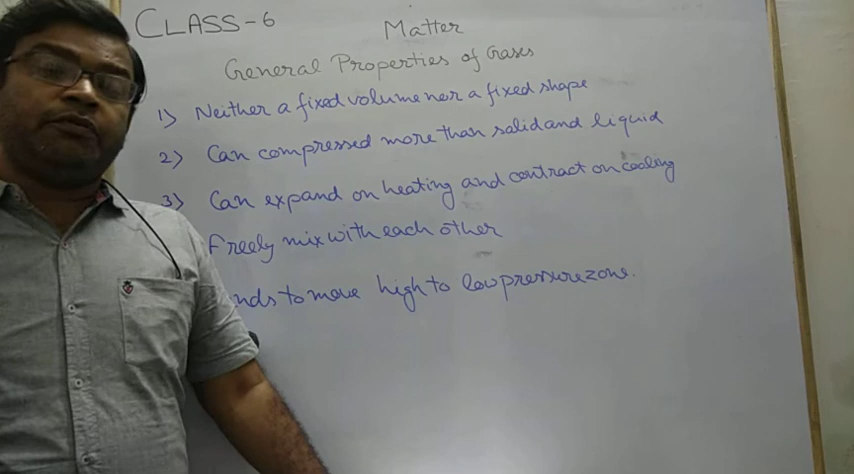 CLASS-6
Matter
General Properties of Gases
1) Neither a fixed volume nor a fixed shape
2) Can compressed more than solid and liquid
3) Can expand on heating and contract on cooling
Freely mix with each other
nds to move high to low pressure zone.